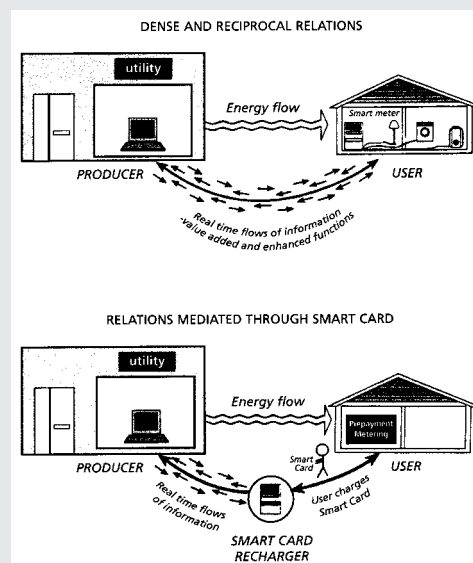 DENSE AND RECIPROCAL RELATIONS
utility
Energy flow
Smart meter
PRODUCER
USER
Real time flows of information
-value added and enhanced functions
RELATIONS MEDIATED THROUGH SMART CARD
utility
Energy flow
Prepayment
Metering
PRODUCER
Smart
Card
USER
Real time flows
of information
User charges
Smart Card
SMART CARD
RECHARGER